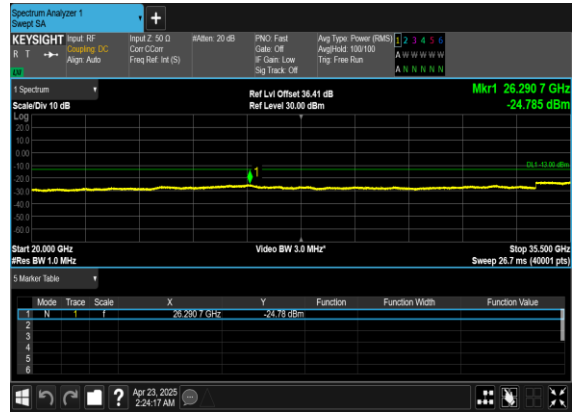 Spectrum Analyzer 1
Swept SA
+
KEYSIGHT Input: RF Input Z: 50 Ω #Atten: 20 dB PNO: Fast Avg Type: Power (RMS) 1 2 3 4 5 6
R T Coupling: DC Corr CCorr Gate: Off Avg|Hold: 100/100 A W W W W W
Align: Auto Freq Ref: Int (S) IF Gain: Low Trig: Free Run
Sig Track: Off A N N N N N
1 Spectrum Ref Lvl Offset 36.41 dB Mkr1 26.290 7 GHz
Scale/Div 10 dB Ref Level 30.00 dBm -24.785 dBm
Log
20.0
10.0
0.00
-10.0
DL1 -13.00 dBm
1
-20.0
-30.0
-40.0
-50.0
-60.0
Start 20.000 GHz Video BW 3.0 MHz* Stop 35.500 GHz
#Res BW 1.0 MHz Sweep 26.7 ms (40001 pts)
5 Marker Table
Mode Trace Scale X Y Function Function Width Function Value
1 N 1 f 26.290 7 GHz -24.78 dBm
2
3
4
5
6
? Apr 23, 2025
2:24:17 AM